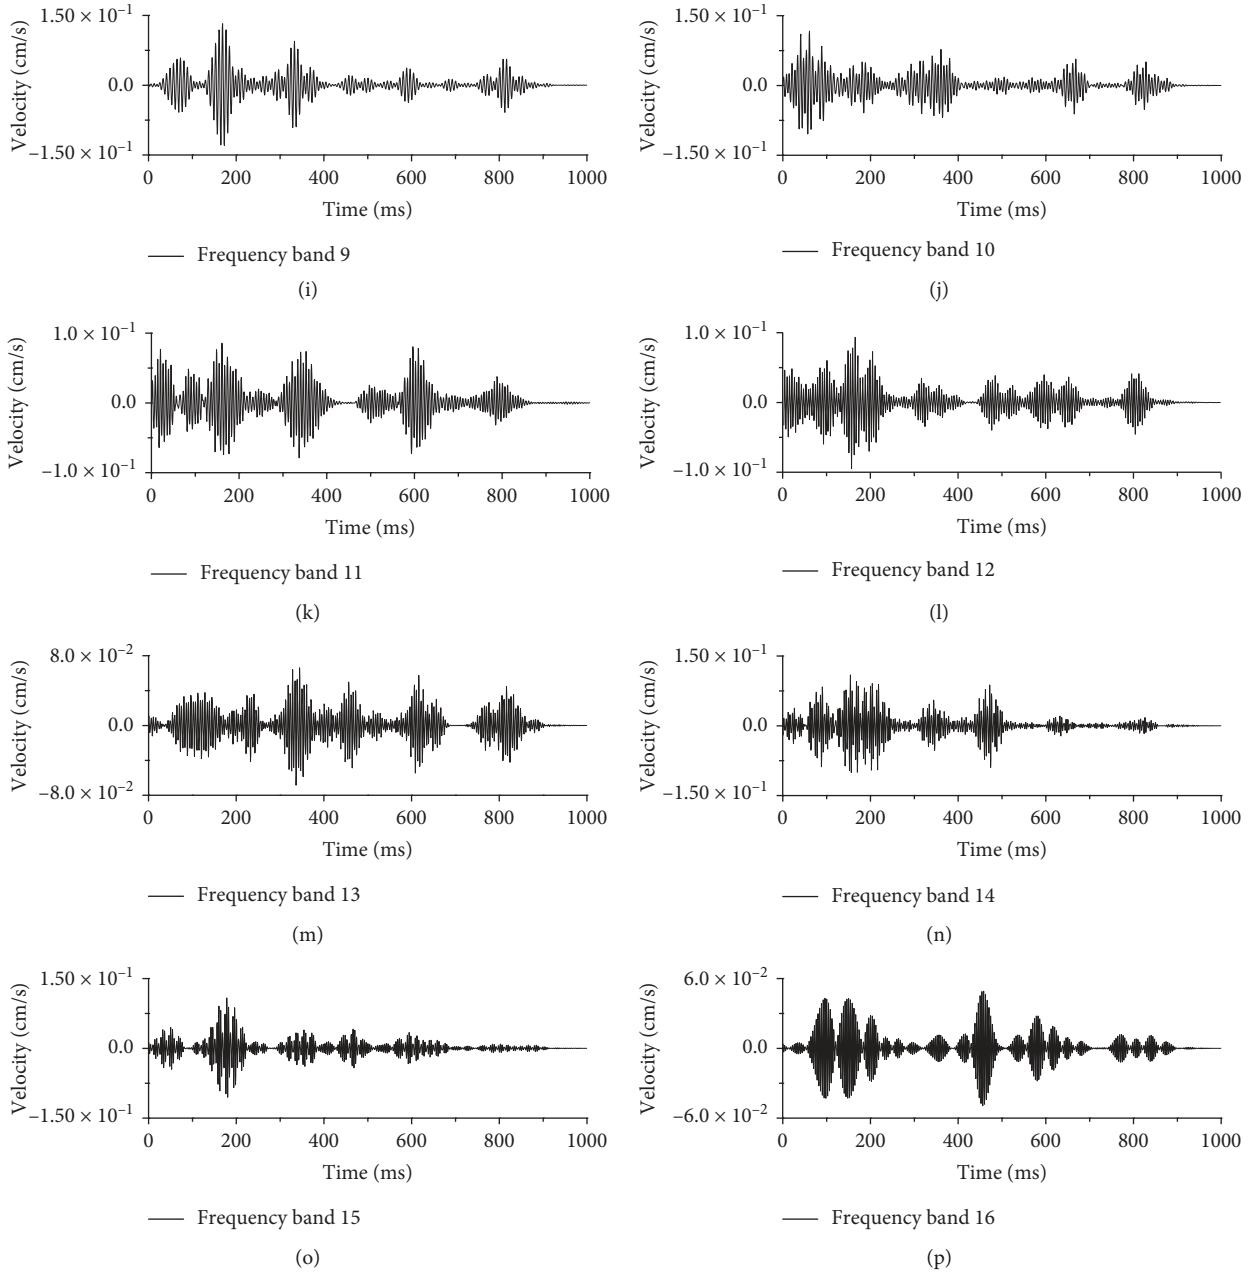 Velocity (cm/s)
1.50 × 10⁻¹
0.0
–1.50 × 10⁻¹
0 200 400 600 800 1000
Time (ms)
Frequency band 9
(i)
Velocity (cm/s)
1.50 × 10⁻¹
0.0
–1.50 × 10⁻¹
0 200 400 600 800 1000
Time (ms)
Frequency band 10
(j)
Velocity (cm/s)
1.0 × 10⁻¹
0.0
–1.0 × 10⁻¹
0 200 400 600 800 1000
Time (ms)
Frequency band 11
(k)
Velocity (cm/s)
1.0 × 10⁻¹
0.0
–1.0 × 10⁻¹
0 200 400 600 800 1000
Time (ms)
Frequency band 12
(l)
Velocity (cm/s)
8.0 × 10⁻²
0.0
–8.0 × 10⁻²
0 200 400 600 800 1000
Time (ms)
Frequency band 13
(m)
Velocity (cm/s)
1.50 × 10⁻¹
0.0
–1.50 × 10⁻¹
0 200 400 600 800 1000
Time (ms)
Frequency band 14
(n)
Velocity (cm/s)
1.50 × 10⁻¹
0.0
–1.50 × 10⁻¹
0 200 400 600 800 1000
Time (ms)
Frequency band 15
(o)
Velocity (cm/s)
6.0 × 10⁻²
0.0
–6.0 × 10⁻²
0 200 400 600 800 1000
Time (ms)
Frequency band 16
(p)